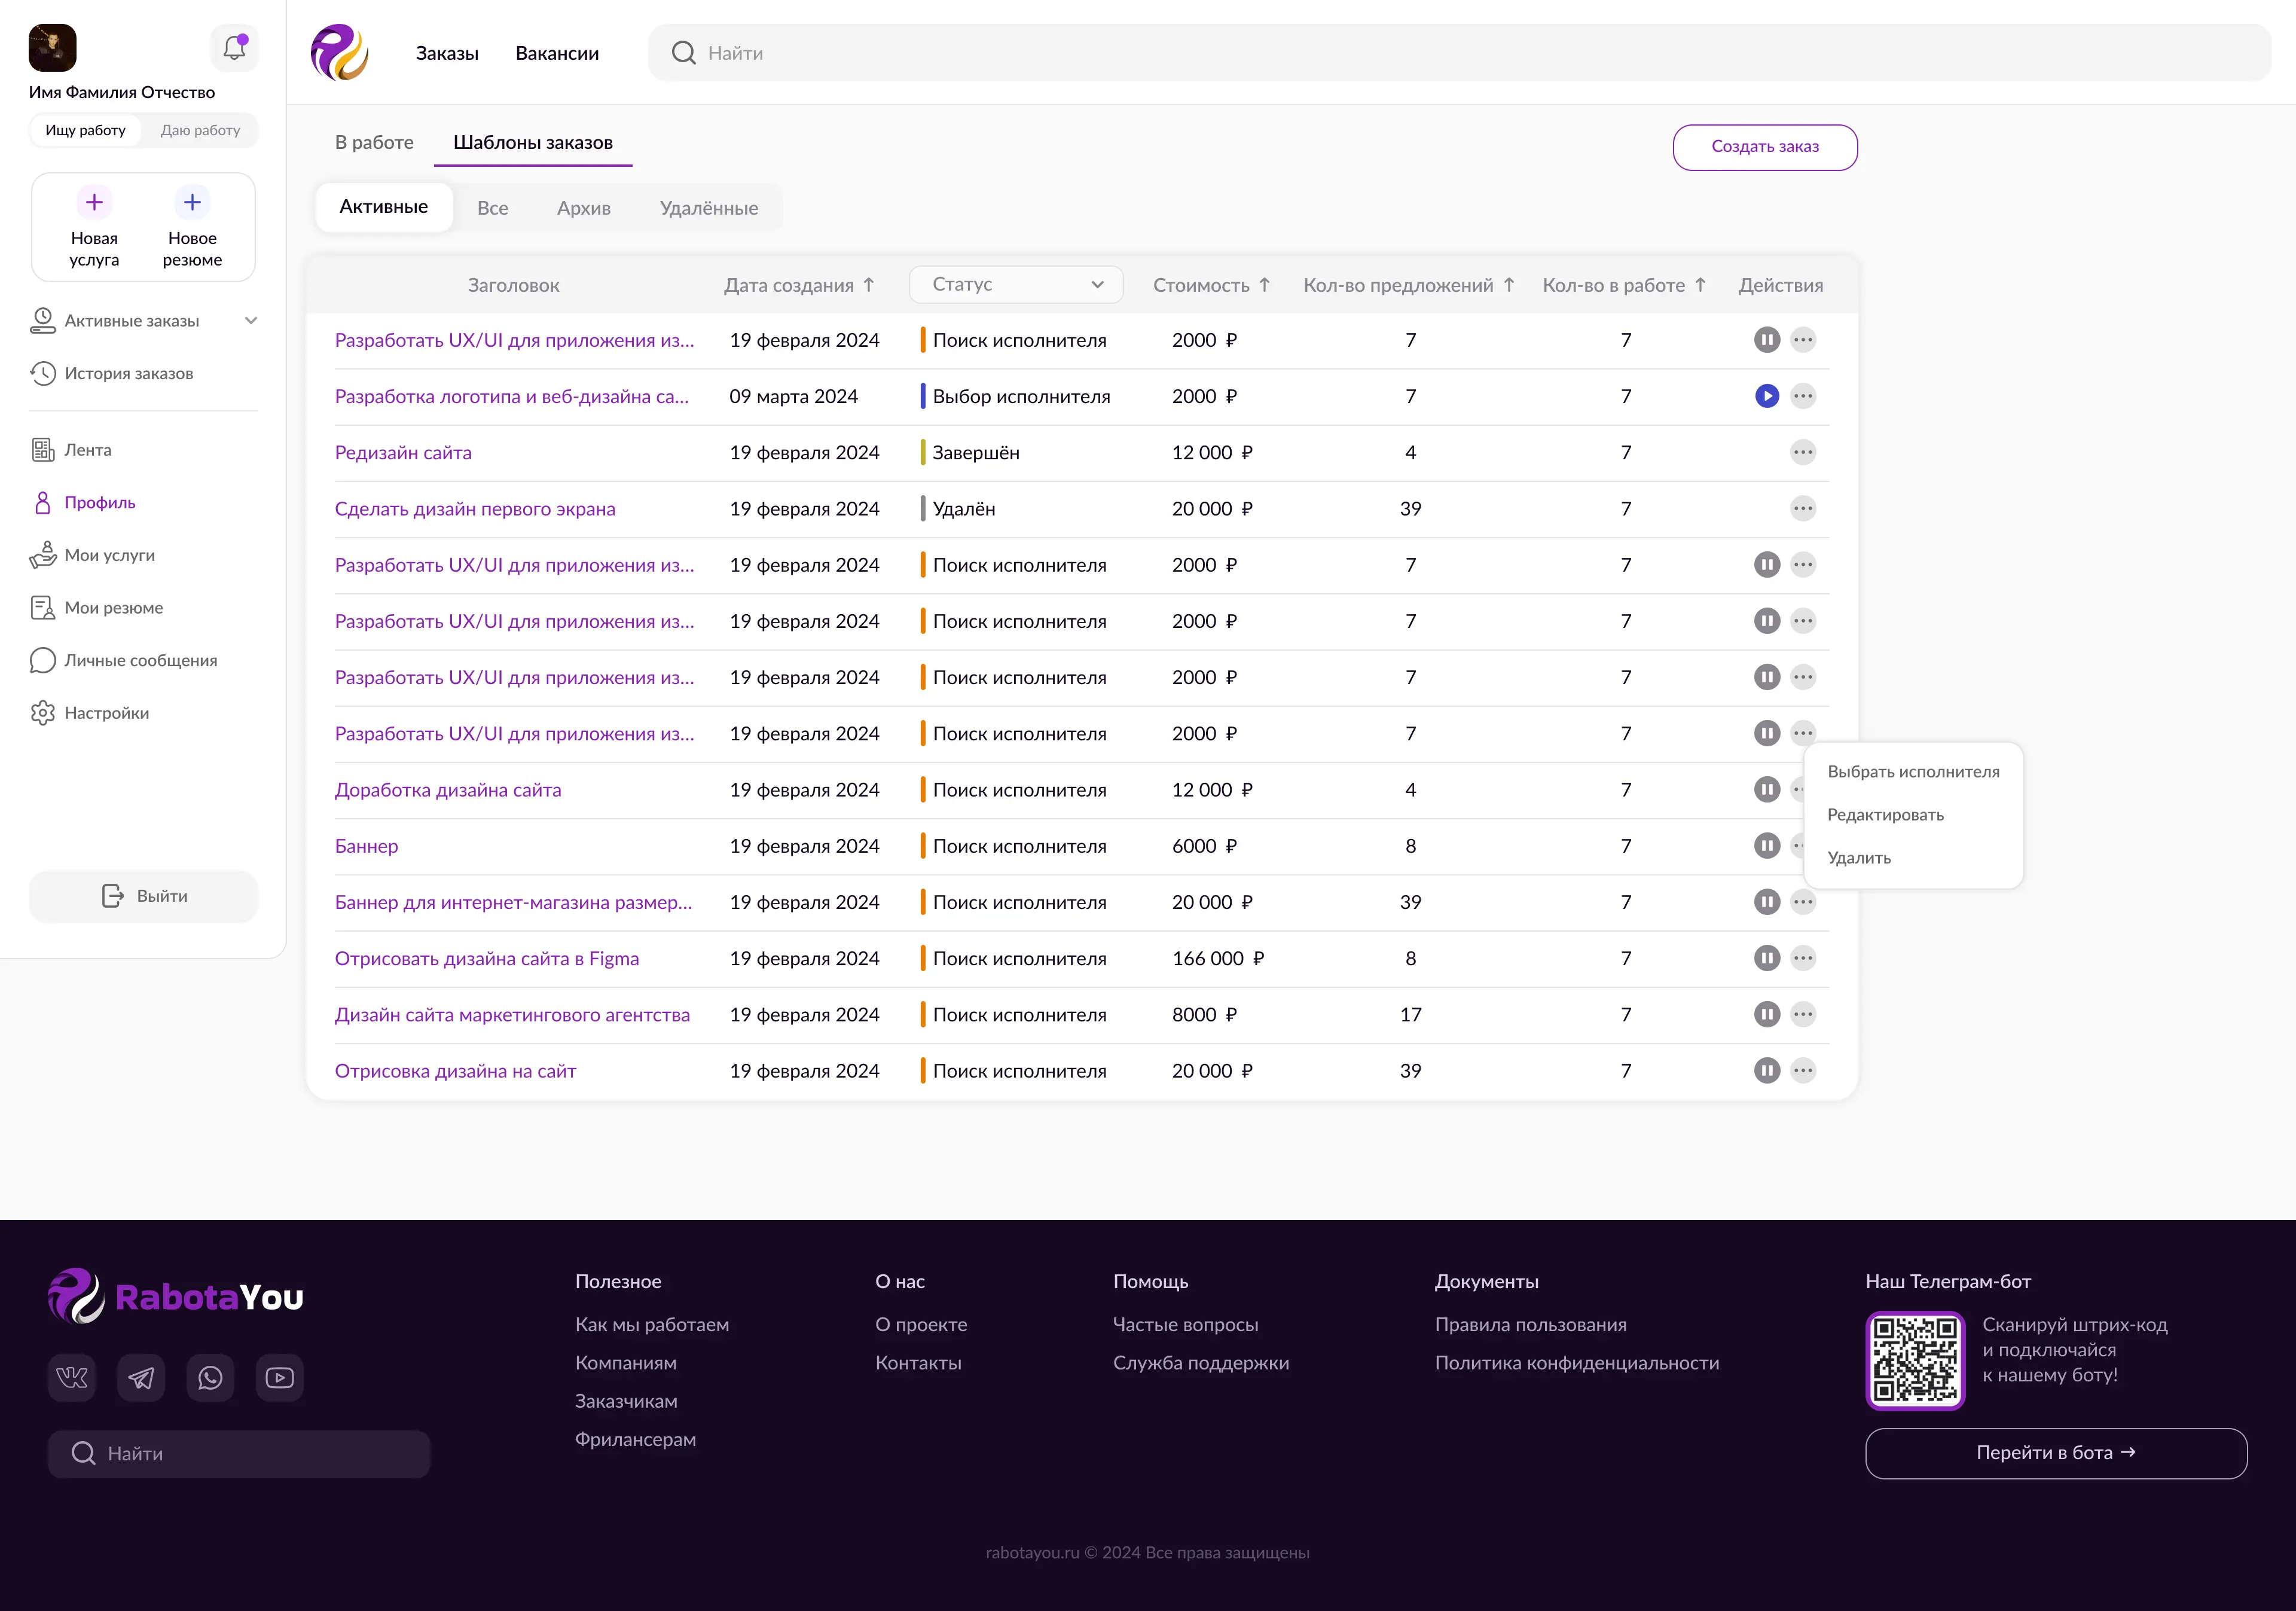 Имя Фамилия Отчество
Ищу работу
Даю работу
Новая
услуга
Новое
резюме
Активные заказы
История заказов
Лента
Профиль
Мои услуги
Мои резюме
Личные сообщения
Настройки
Выйти
Заказы
Вакансии
Найти
В работе
Шаблоны заказов
Создать заказ
Активные
Все
Архив
Удалённые
Заголовок Дата создания ↑ Статус Стоимость ↑ Кол-во предложений ↑ Кол-во в работе ↑ Действия
Разработать UX/UI для приложения из... 19 февраля 2024 Поиск исполнителя 2000 ₽ 7 7
Разработка логотипа и веб-дизайна са... 09 марта 2024 Выбор исполнителя 2000 ₽ 7 7
Редизайн сайта 19 февраля 2024 Завершён 12 000 ₽ 4 7
Сделать дизайн первого экрана 19 февраля 2024 Удалён 20 000 ₽ 39 7
Разработать UX/UI для приложения из... 19 февраля 2024 Поиск исполнителя 2000 ₽ 7 7
Разработать UX/UI для приложения из... 19 февраля 2024 Поиск исполнителя 2000 ₽ 7 7
Разработать UX/UI для приложения из... 19 февраля 2024 Поиск исполнителя 2000 ₽ 7 7
Разработать UX/UI для приложения из... 19 февраля 2024 Поиск исполнителя 2000 ₽ 7 7
Доработка дизайна сайта 19 февраля 2024 Поиск исполнителя 12 000 ₽ 4 7
Баннер 19 февраля 2024 Поиск исполнителя 6000 ₽ 8 7
Баннер для интернет-магазина размер... 19 февраля 2024 Поиск исполнителя 20 000 ₽ 39 7
Отрисовать дизайна сайта в Figma 19 февраля 2024 Поиск исполнителя 166 000 ₽ 8 7
Дизайн сайта маркетингового агентства 19 февраля 2024 Поиск исполнителя 8000 ₽ 17 7
Отрисовка дизайна на сайт 19 февраля 2024 Поиск исполнителя 20 000 ₽ 39 7
Выбрать исполнителя
Редактировать
Удалить
RabotaYou
Найти
Полезное
Как мы работаем
Компаниям
Заказчикам
Фрилансерам
О нас
О проекте
Контакты
Помощь
Частые вопросы
Служба поддержки
Документы
Правила пользования
Политика конфиденциальности
Наш Телеграм-бот
Сканируй штрих-код
и подключайся
к нашему боту!
Перейти в бота →
rabotayou.ru © 2024 Все права защищены